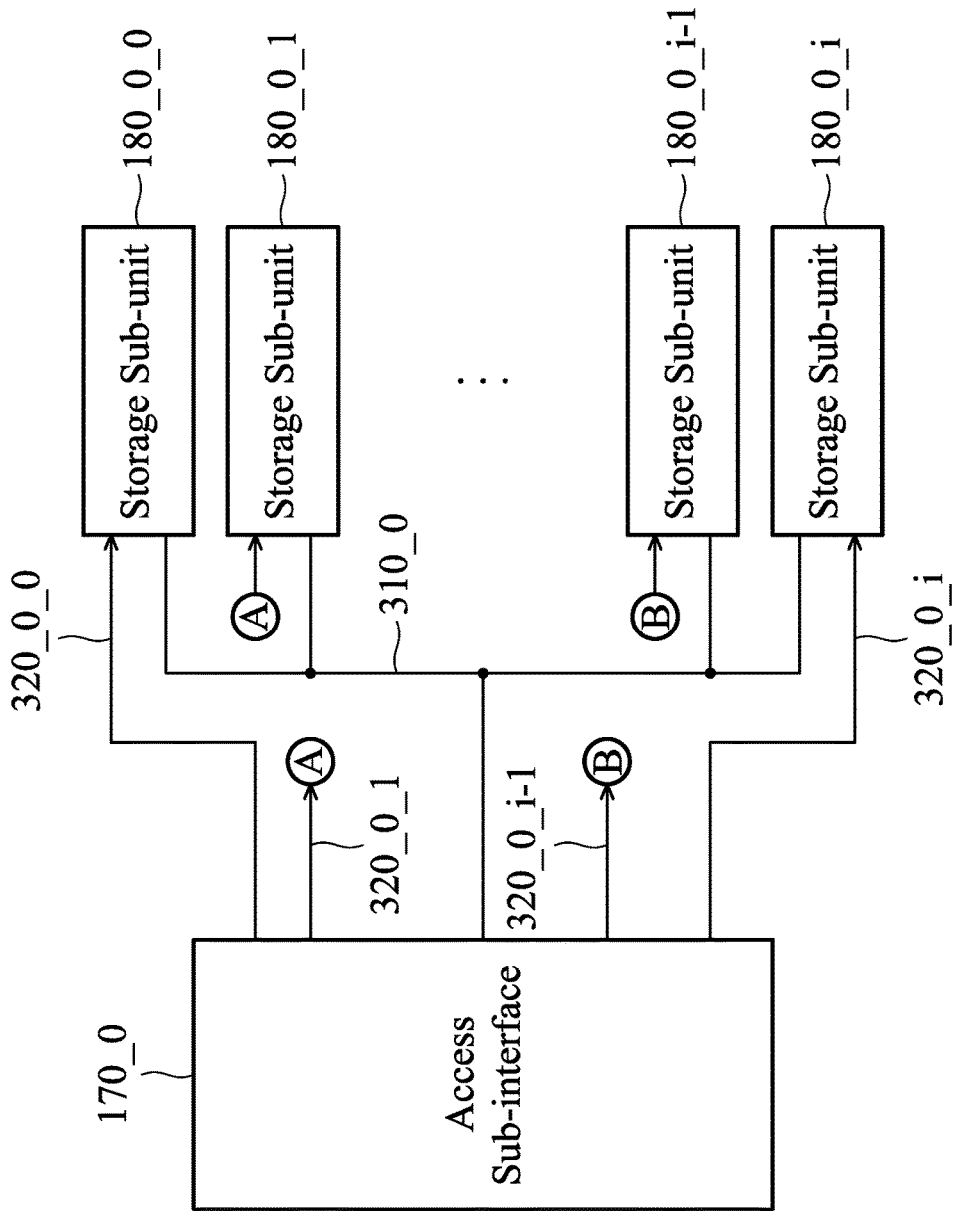 170_0
Access
Sub-interface
320_0_0
320_0_1
A
320_0_i-1
B
320_0_i
310_0
A
B
Storage Sub-unit
180_0_0
Storage Sub-unit
180_0_1
. . .
Storage Sub-unit
180_0_i-1
Storage Sub-unit
180_0_i